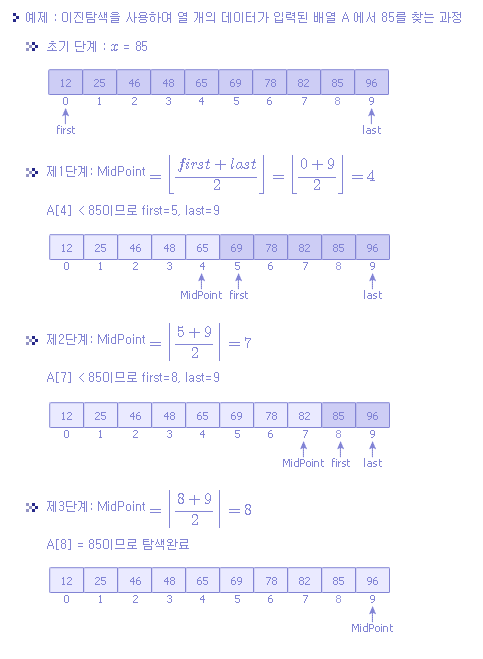 예제 : 이진탐색을 사용하여 열 개의 데이터가 입력된 배열 A 에서 85를 찾는 과정
초기 단계 : x = 85
12 25 46 48 65 69 78 82 85 96
0 1 2 3 4 5 6 7 8 9
first last
제1단계: MidPoint = ⌊(first + last)/2⌋ = ⌊(0 + 9)/2⌋ = 4
A[4] < 85이므로 first=5, last=9
12 25 46 48 65 69 78 82 85 96
0 1 2 3 4 5 6 7 8 9
MidPoint first last
제2단계: MidPoint = ⌊(5 + 9)/2⌋ = 7
A[7] < 85이므로 first=8, last=9
12 25 46 48 65 69 78 82 85 96
0 1 2 3 4 5 6 7 8 9
MidPoint first last
제3단계: MidPoint = ⌊(8 + 9)/2⌋ = 8
A[8] = 85이므로 탐색완료
12 25 46 48 65 69 78 82 85 96
0 1 2 3 4 5 6 7 8 9
MidPoint